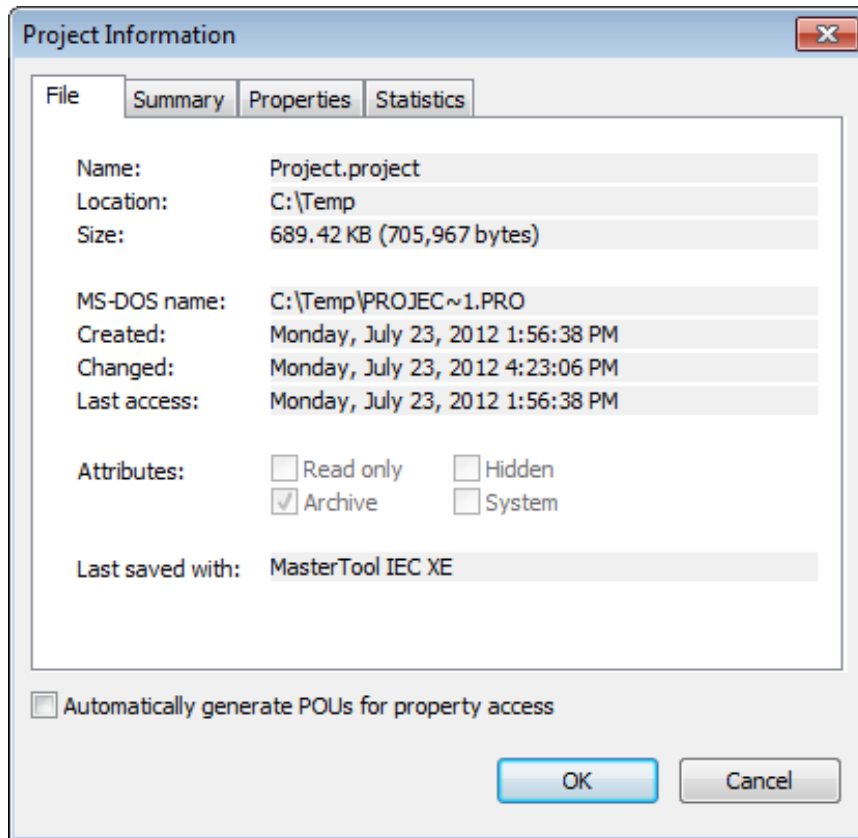 Project Information
File Summary Properties Statistics
Name: Project.project
Location: C:\Temp
Size: 689.42 KB (705,967 bytes)
MS-DOS name: C:\Temp\PROJEC~1.PRO
Created: Monday, July 23, 2012 1:56:38 PM
Changed: Monday, July 23, 2012 4:23:06 PM
Last access: Monday, July 23, 2012 1:56:38 PM
Attributes: Read only Hidden
Archive System
Last saved with: MasterTool IEC XE
Automatically generate POUs for property access
OK Cancel